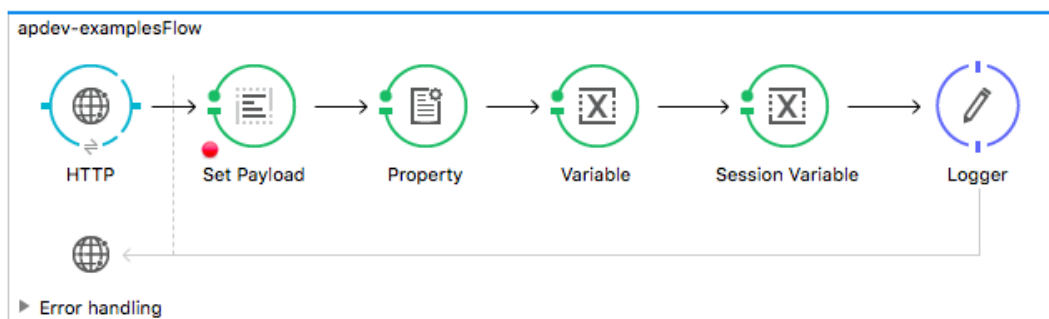 apdev-examplesFlow
HTTP
Set Payload
Property
Variable
Session Variable
Logger
Error handling